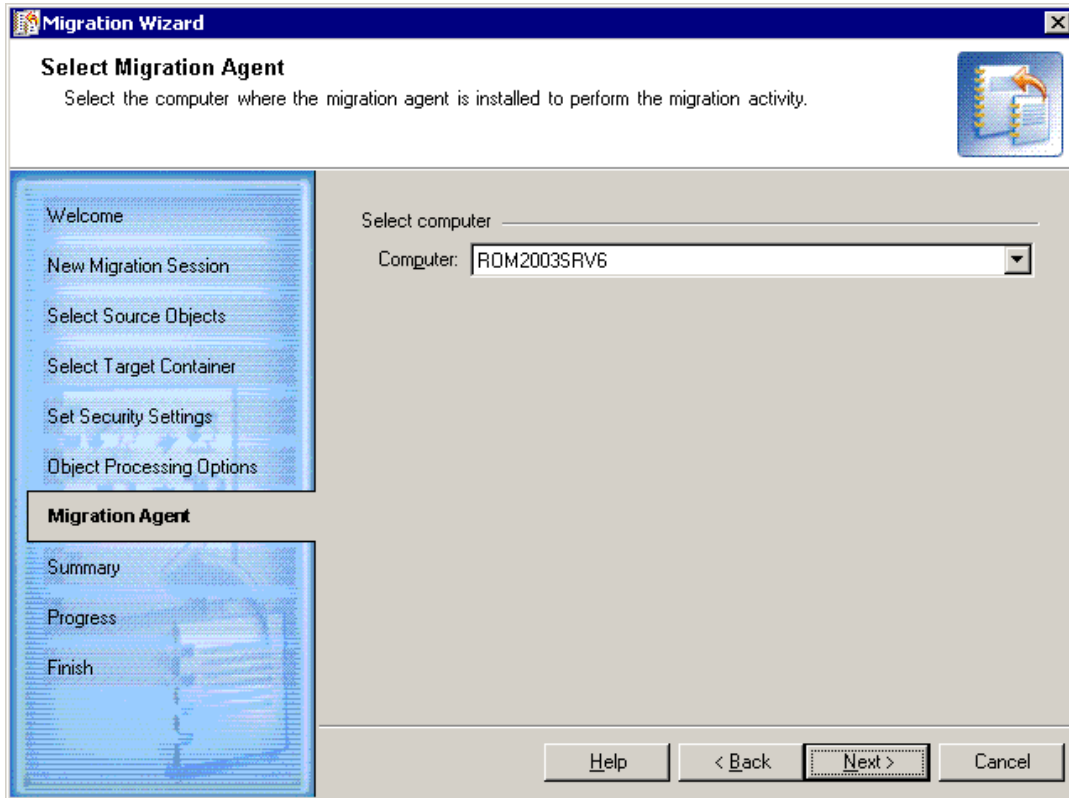 Migration Wizard
Select Migration Agent
Select the computer where the migration agent is installed to perform the migration activity.
Welcome
New Migration Session
Select Source Objects
Select Target Container
Set Security Settings
Object Processing Options
Migration Agent
Summary
Progress
Finish
Select computer
Computer: ROM2003SRV6
Help < Back Next > Cancel